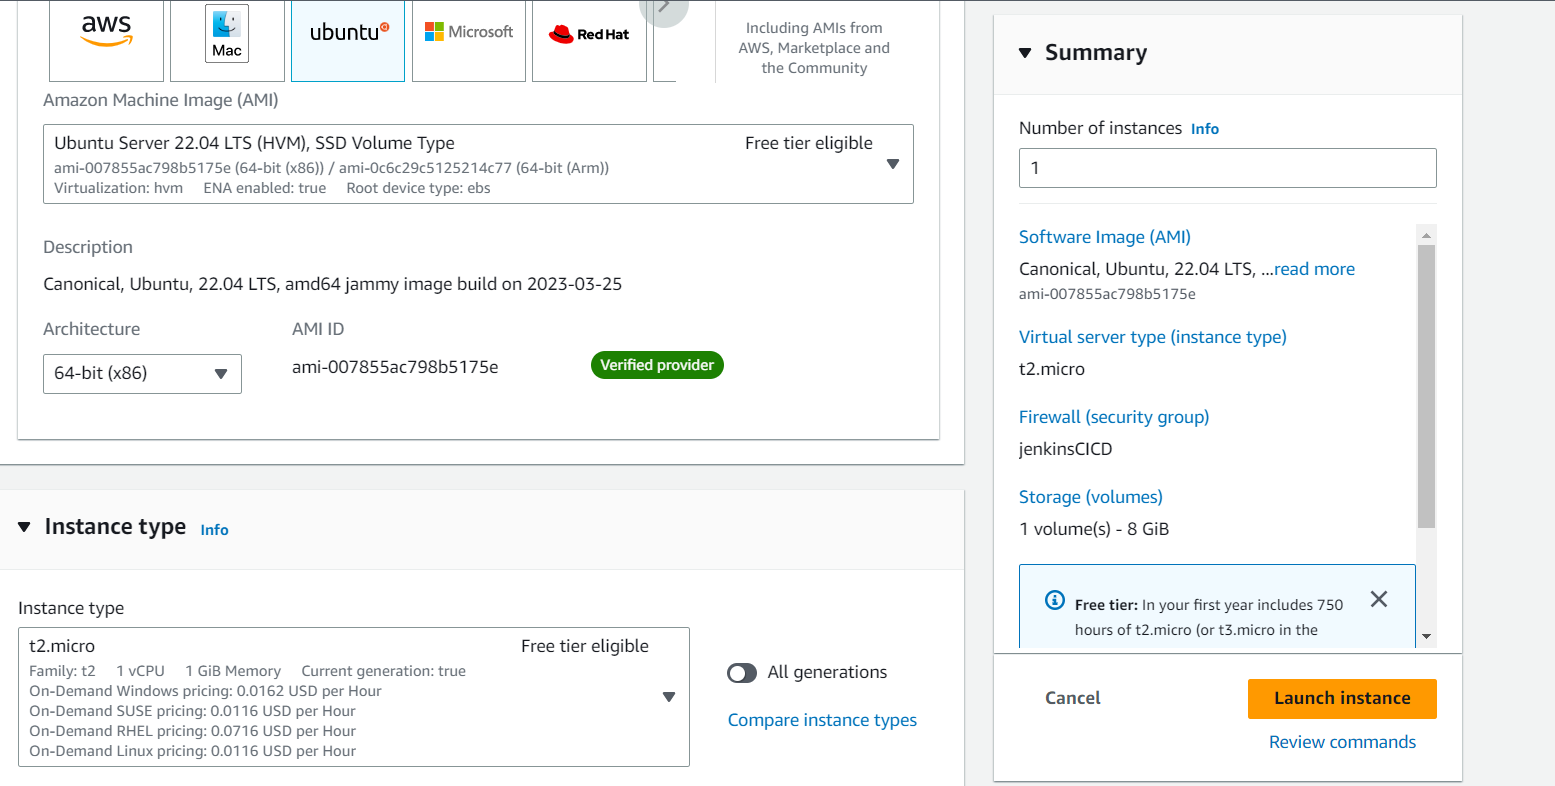 aws
Mac
ubuntu
Microsoft
Red Hat
Including AMIs from
AWS, Marketplace and
the Community
Amazon Machine Image (AMI)
Ubuntu Server 22.04 LTS (HVM), SSD Volume Type
Free tier eligible
ami-007855ac798b5175e (64-bit (x86)) / ami-0c6c29c5125214c77 (64-bit (Arm))
Virtualization: hvm ENA enabled: true Root device type: ebs
Description
Canonical, Ubuntu, 22.04 LTS, amd64 jammy image build on 2023-03-25
Architecture
AMI ID
64-bit (x86)
ami-007855ac798b5175e
Verified provider
Instance type Info
Instance type
t2.micro
Free tier eligible
Family: t2 1 vCPU 1 GiB Memory Current generation: true
On-Demand Windows pricing: 0.0162 USD per Hour
On-Demand SUSE pricing: 0.0116 USD per Hour
On-Demand RHEL pricing: 0.0716 USD per Hour
On-Demand Linux pricing: 0.0116 USD per Hour
All generations
Compare instance types
Summary
Number of instances Info
1
Software Image (AMI)
Canonical, Ubuntu, 22.04 LTS, ...read more
ami-007855ac798b5175e
Virtual server type (instance type)
t2.micro
Firewall (security group)
jenkinsCICD
Storage (volumes)
1 volume(s) - 8 GiB
Free tier: In your first year includes 750
hours of t2.micro (or t3.micro in the
Cancel
Launch instance
Review commands